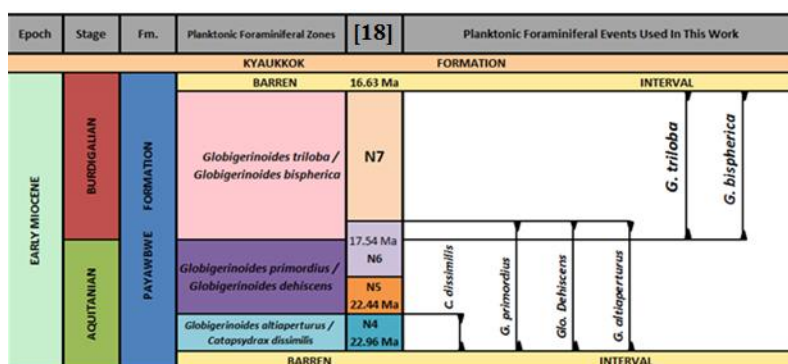 Epoch
Stage
Fm.
Planktonic Foraminiferal Zones
[18]
Planktonic Foraminiferal Events Used In This Work
KYAUKKOK FORMATION
BARREN 16.63 Ma INTERVAL
EARLY MIOCENE
BURDIGALIAN
AQUITANIAN
PAYAWBWE FORMATION
Globigerinoides triloba /
Globigerinoides bispherica
N7
G. triloba
G. bispherica
17.54 Ma
N6
Globigerinoides primordius /
Globigerinoides dehiscens
N5
22.44 Ma
C. dissimilis
G. primordius
Glo. Dehiscens
G. altiaperturus
Globigerinoides altiaperturus /
Catapsydrax dissimilis
N4
22.96 Ma
BARREN INTERVAL